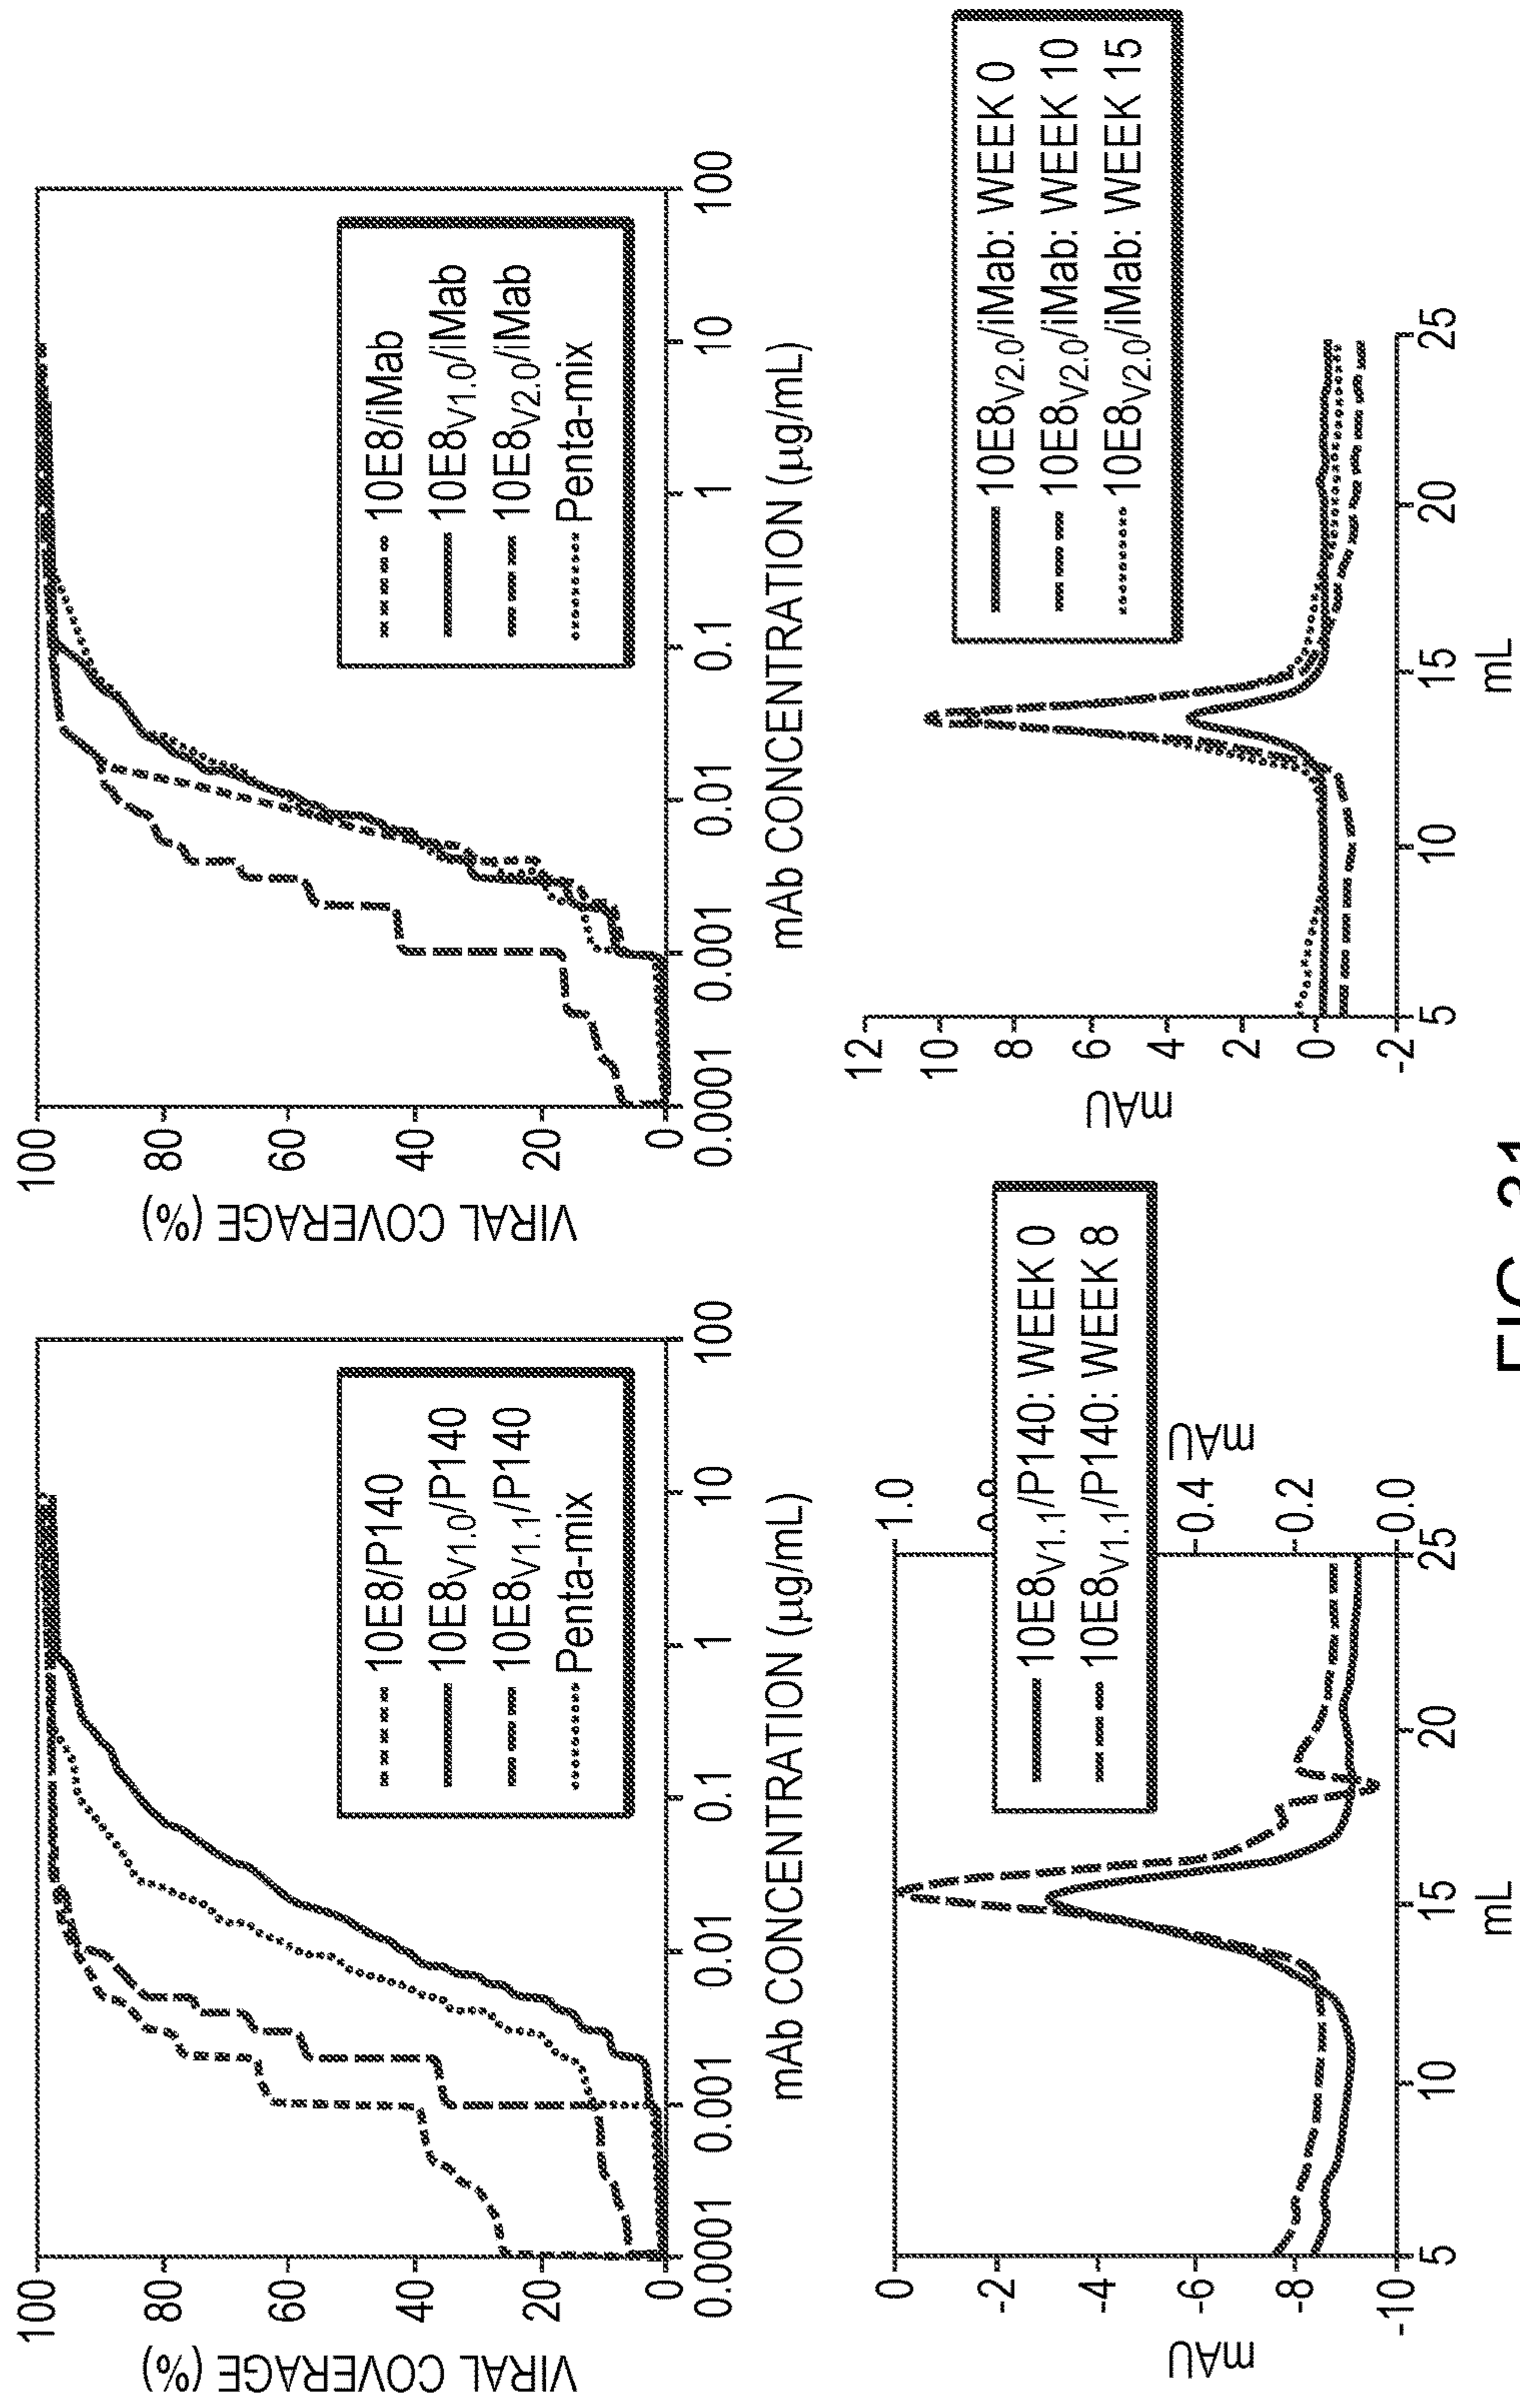 VIRAL COVERAGE (%)
100
80
60
40
20
0
0.0001 0.001 0.01 0.1 1 10 100
mAb CONCENTRATION (µg/mL)
10E8/P140
10E8V1.0/P140
10E8V1.1/P140
Penta-mix
VIRAL COVERAGE (%)
100
80
60
40
20
0
0.0001 0.001 0.01 0.1 1 10 100
mAb CONCENTRATION (µg/mL)
10E8/iMab
10E8V1.0/iMab
10E8V2.0/iMab
Penta-mix
mAU
0
-2
-4
-6
-8
-10
5 10 15 20 25
mL
1.0
0.4
0.2
0.0
mAU
10E8V1.1/P140: WEEK 0
10E8V1.1/P140: WEEK 8
mAU
12
10
8
6
4
2
0
-2
5 10 15 20 25
mL
10E8V2.0/iMab: WEEK 0
10E8V2.0/iMab: WEEK 10
10E8V2.0/iMab: WEEK 15